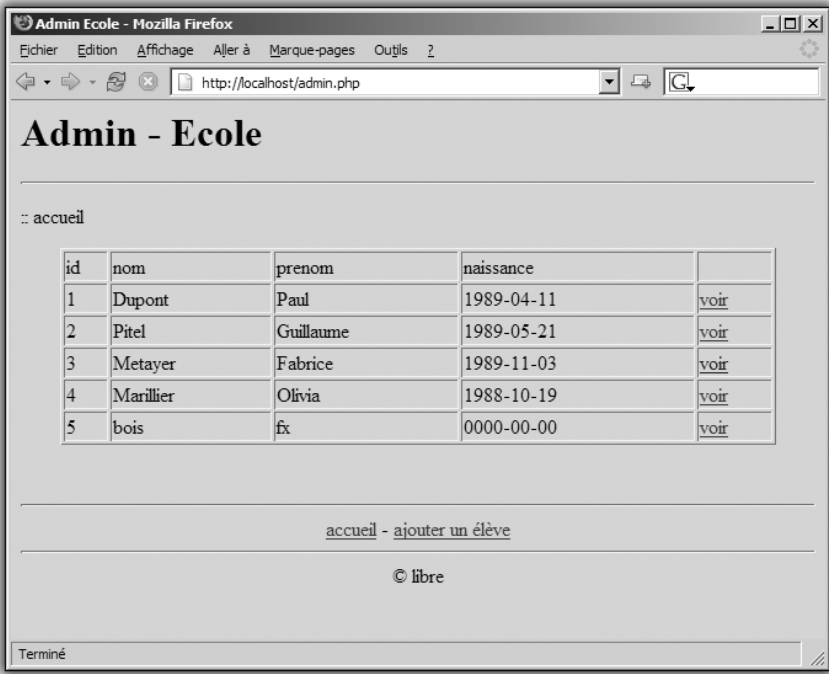 Admin Ecole - Mozilla Firefox
Fichier Edition Affichage Aller à Marque-pages Outils ?
http://localhost/admin.php G
Admin - Ecole
:: accueil
id nom prenom naissance
1 Dupont Paul 1989-04-11 voir
2 Pitel Guillaume 1989-05-21 voir
3 Metayer Fabrice 1989-11-03 voir
4 Marillier Olivia 1988-10-19 voir
5 bois fx 0000-00-00 voir
accueil - ajouter un élève
© libre
Terminé